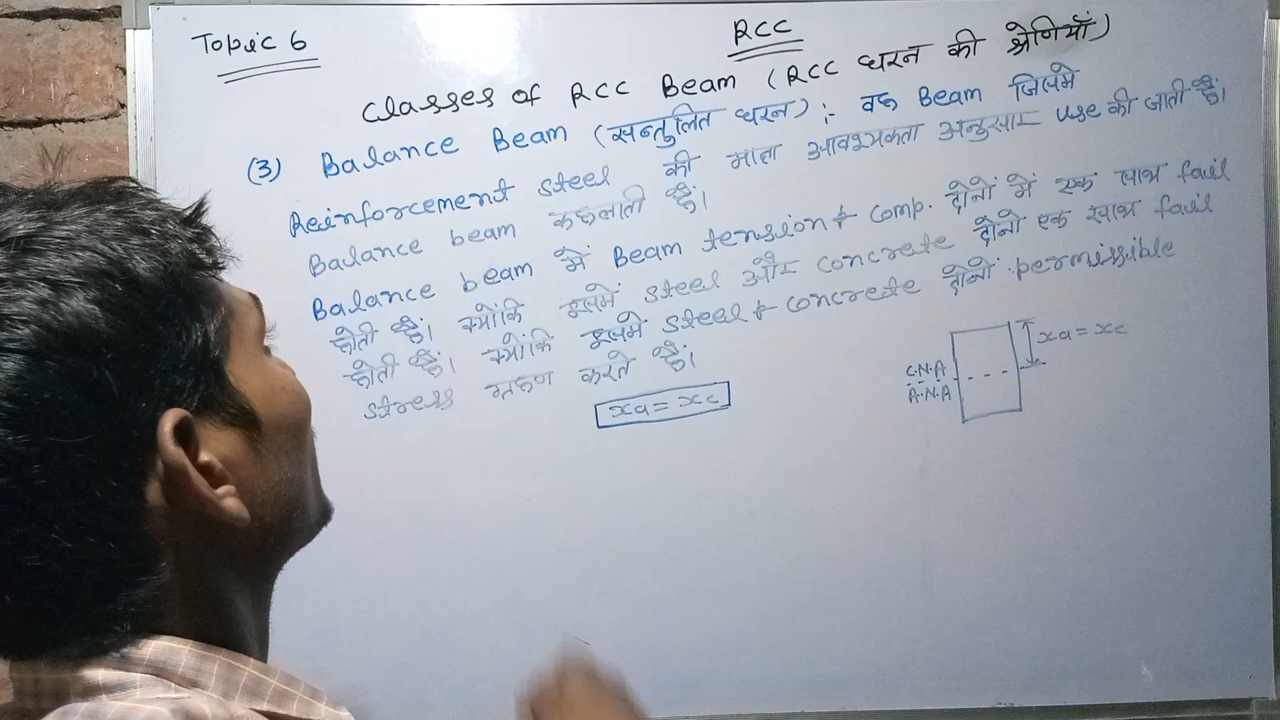 Topic 6
RCC
Classes of RCC Beam (RCC धरन की श्रेणियाँ)
(3) Balance Beam (सन्तुलित धरन) :- वह Beam जिसमे
Reinforcement steel की मात्रा आवश्यकता अनुसार use की जाती है।
Balance beam कहलाती है।
Balance beam में Beam tension & comp. दोनों में एक साथ fail
होती है। क्योंकि इसमें steel और concrete दोनो एक साथ fail
होती है। क्योंकि इसमे steel & concrete दोनों permissible
stress ग्रहण करते है।
xa = xc
xa = xc
C.N.A
A.N.A